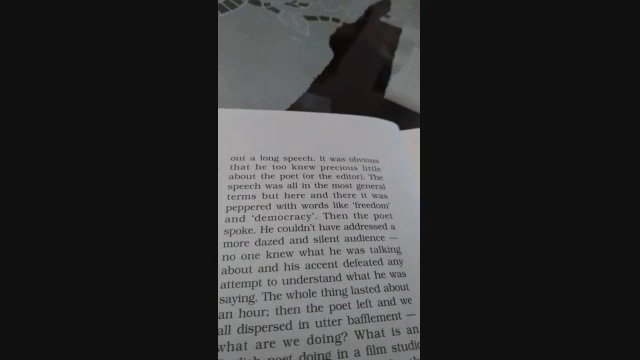 out a long speech. It was obvious
that he too knew precious little
about the poet (or the editor). The
speech was all in the most general
terms but here and there it was
peppered with words like ‘freedom’
and ‘democracy’. Then the poet
spoke. He couldn’t have addressed a
more dazed and silent audience —
no one knew what he was talking
about and his accent defeated any
attempt to understand what he was
saying. The whole thing lasted about
an hour; then the poet left and we
all dispersed in utter bafflement —
what are we doing? What is an
poet doing in a film studio